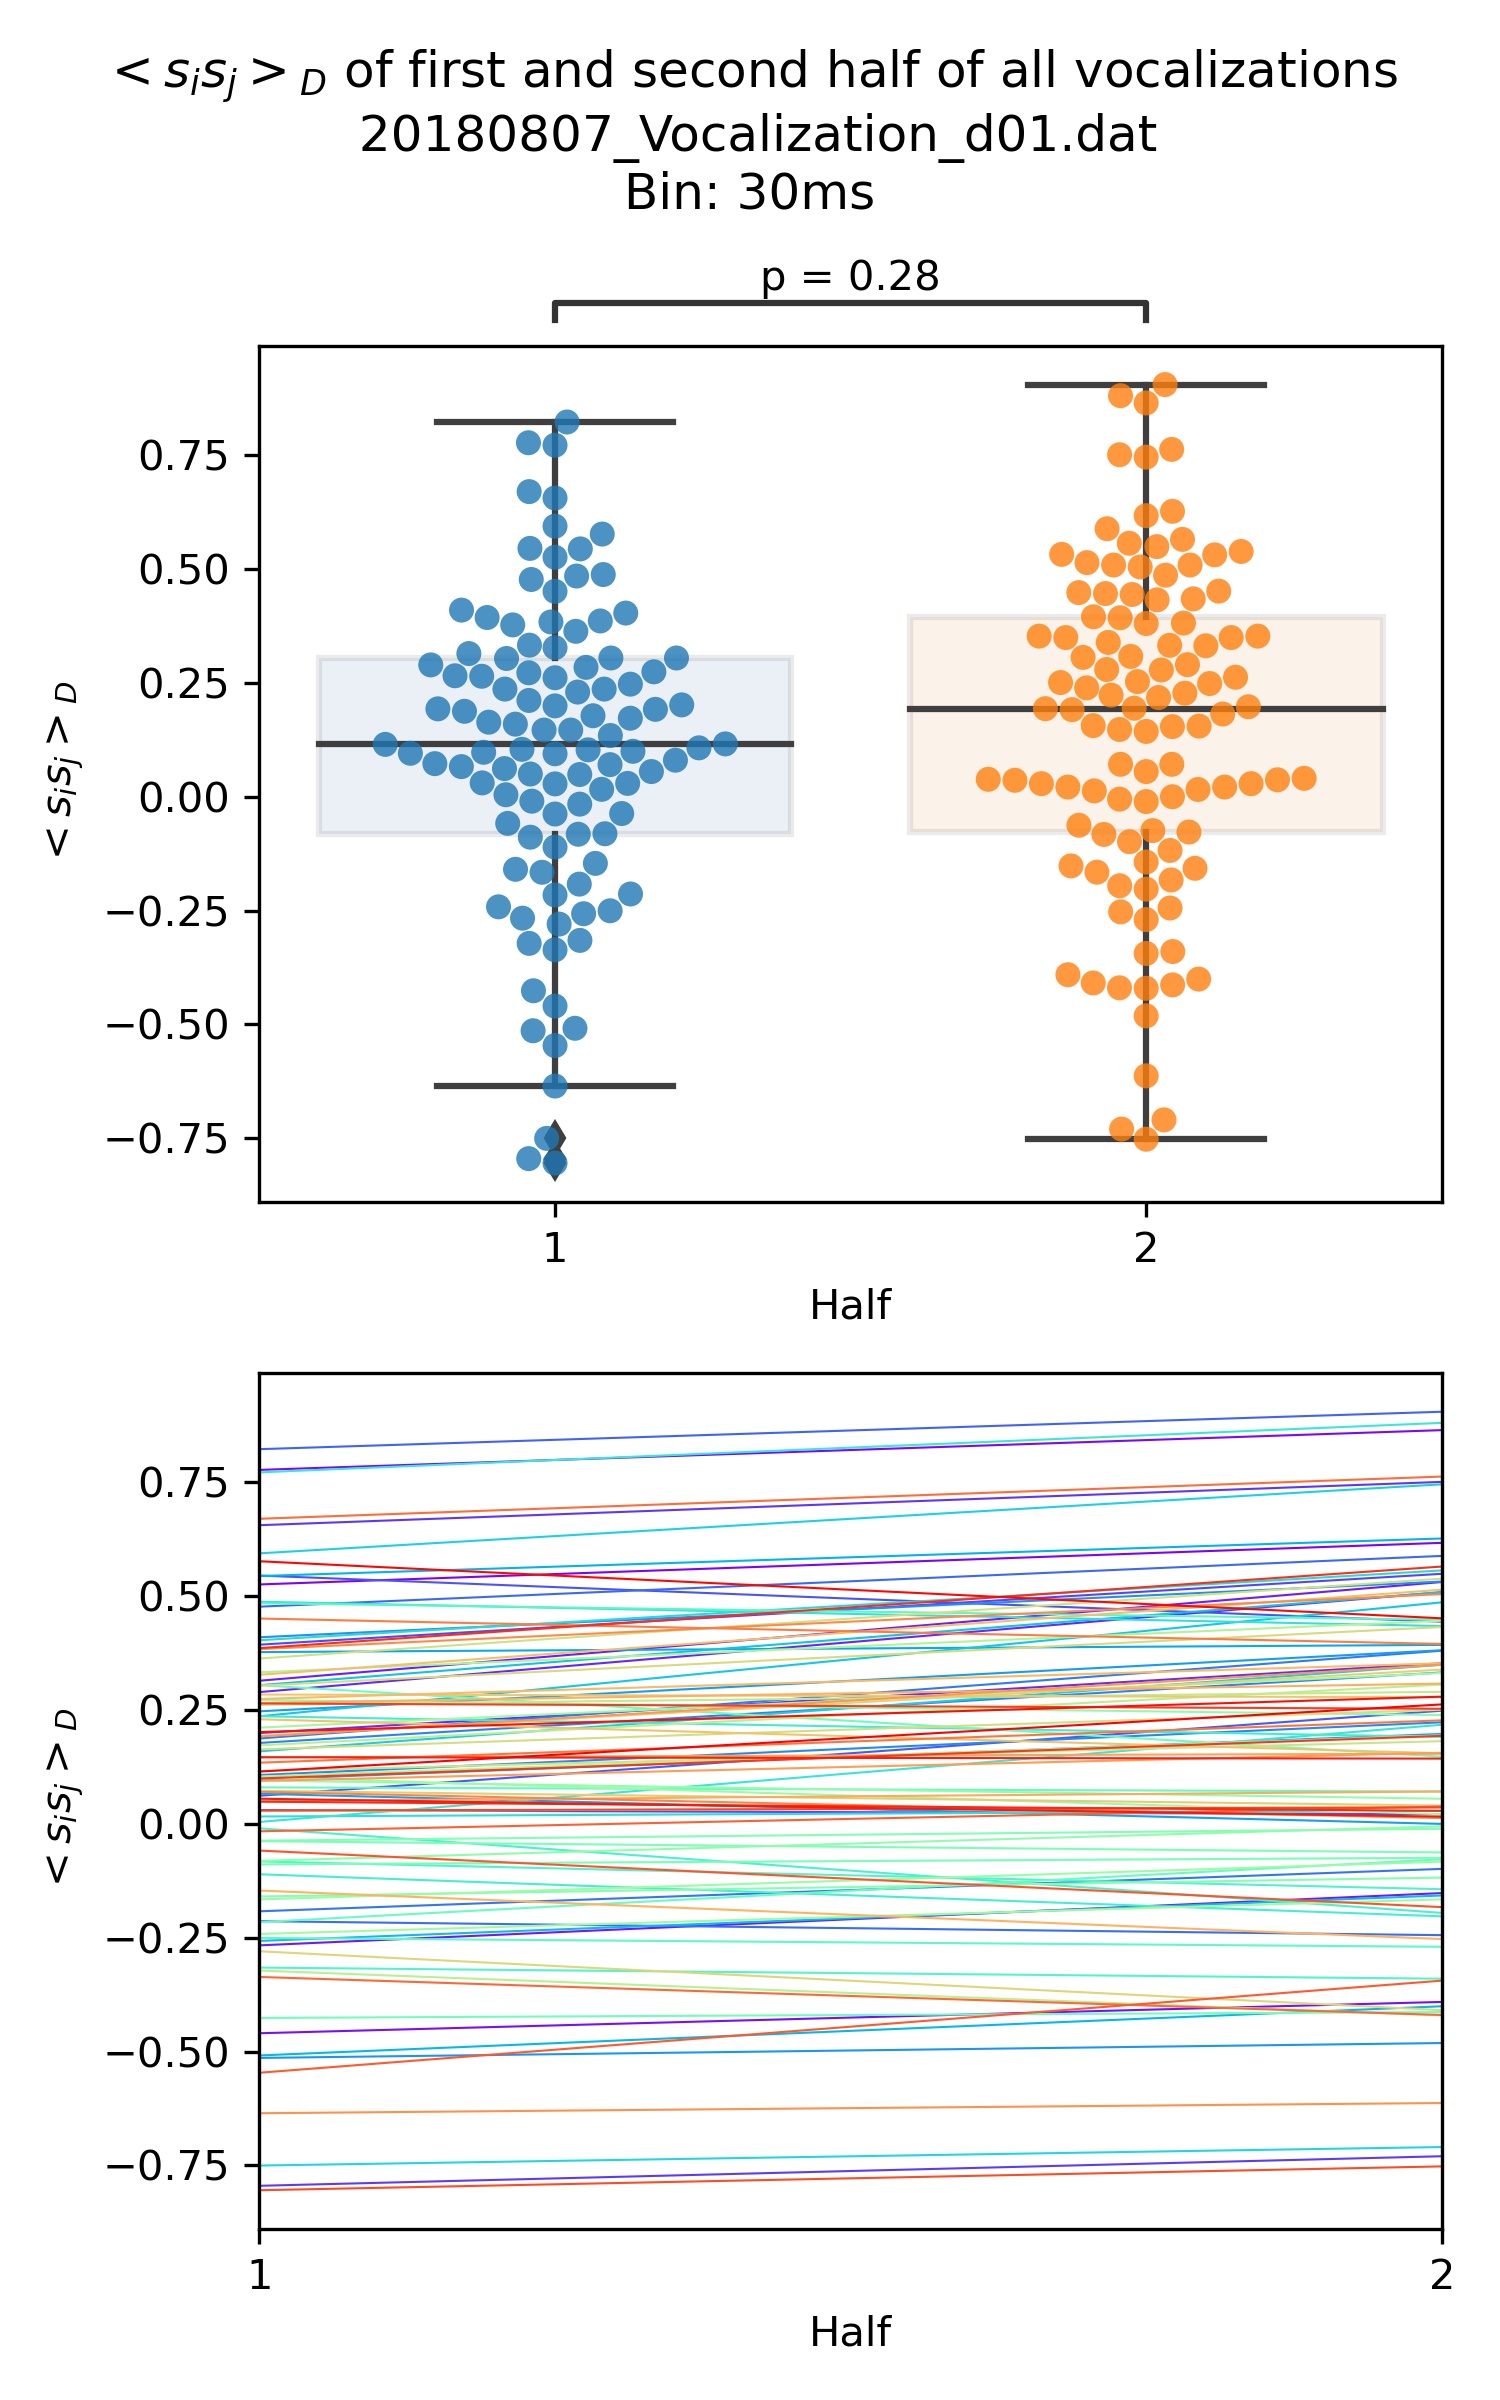 < s_i s_j >_D of first and second half of all vocalizations
20180807_Vocalization_d01.dat
Bin: 30ms
p = 0.28
< s_i s_j >_D
0.75
0.50
0.25
0.00
−0.25
−0.50
−0.75
1 2
Half
< s_i s_j >_D
0.75
0.50
0.25
0.00
−0.25
−0.50
−0.75
1 2
Half